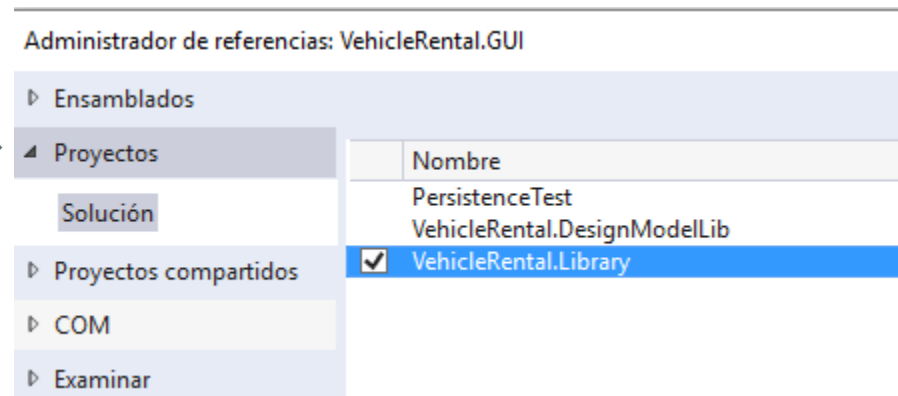 Administrador de referencias: VehicleRental.GUI
Ensamblados
Proyectos
Solución
Proyectos compartidos
COM
Examinar
Nombre
PersistenceTest
VehicleRental.DesignModelLib
VehicleRental.Library